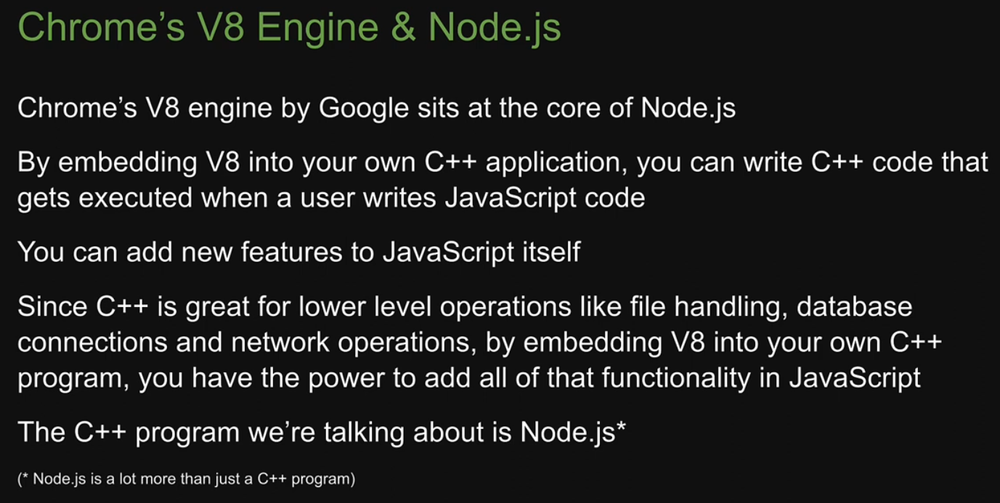 Chrome’s V8 Engine & Node.js
Chrome’s V8 engine by Google sits at the core of Node.js
By embedding V8 into your own C++ application, you can write C++ code that
gets executed when a user writes JavaScript code
You can add new features to JavaScript itself
Since C++ is great for lower level operations like file handling, database
connections and network operations, by embedding V8 into your own C++
program, you have the power to add all of that functionality in JavaScript
The C++ program we’re talking about is Node.js*
(* Node.js is a lot more than just a C++ program)